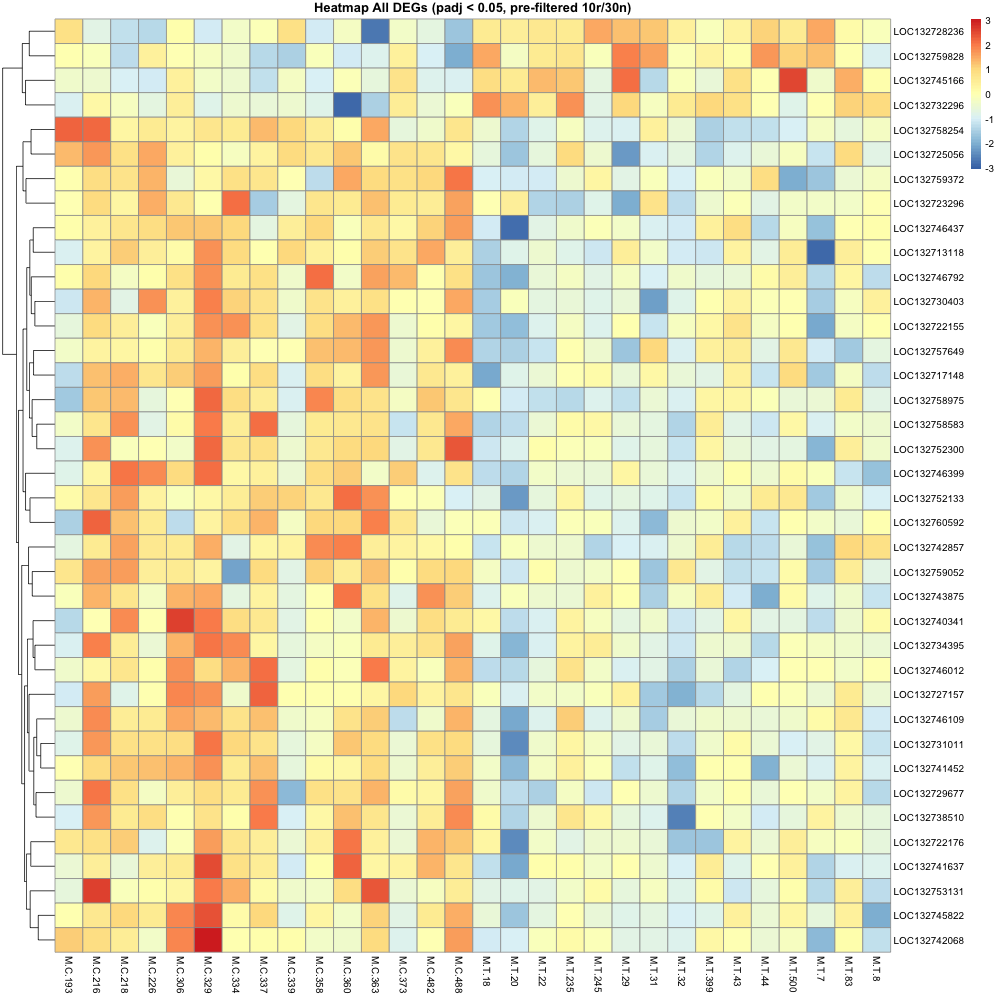 Heatmap All DEGs (padj < 0.05, pre-filtered 10r/30n)
3
2
1
0
-1
-2
-3
LOC132728236
LOC132759828
LOC132745166
LOC132732296
LOC132758254
LOC132725056
LOC132759372
LOC132723296
LOC132746437
LOC132713118
LOC132746792
LOC132730403
LOC132722155
LOC132757649
LOC132717148
LOC132758975
LOC132758583
LOC132752300
LOC132746399
LOC132752133
LOC132760592
LOC132742857
LOC132759052
LOC132743875
LOC132740341
LOC132734395
LOC132746012
LOC132727157
LOC132746109
LOC132731011
LOC132741452
LOC132729677
LOC132738510
LOC132722176
LOC132741637
LOC132753131
LOC132745822
LOC132742068
M.C.193
M.C.216
M.C.218
M.C.226
M.C.306
M.C.329
M.C.334
M.C.337
M.C.339
M.C.358
M.C.360
M.C.363
M.C.373
M.C.482
M.C.488
M.T.18
M.T.20
M.T.22
M.T.235
M.T.245
M.T.29
M.T.31
M.T.32
M.T.399
M.T.43
M.T.44
M.T.500
M.T.7
M.T.83
M.T.8